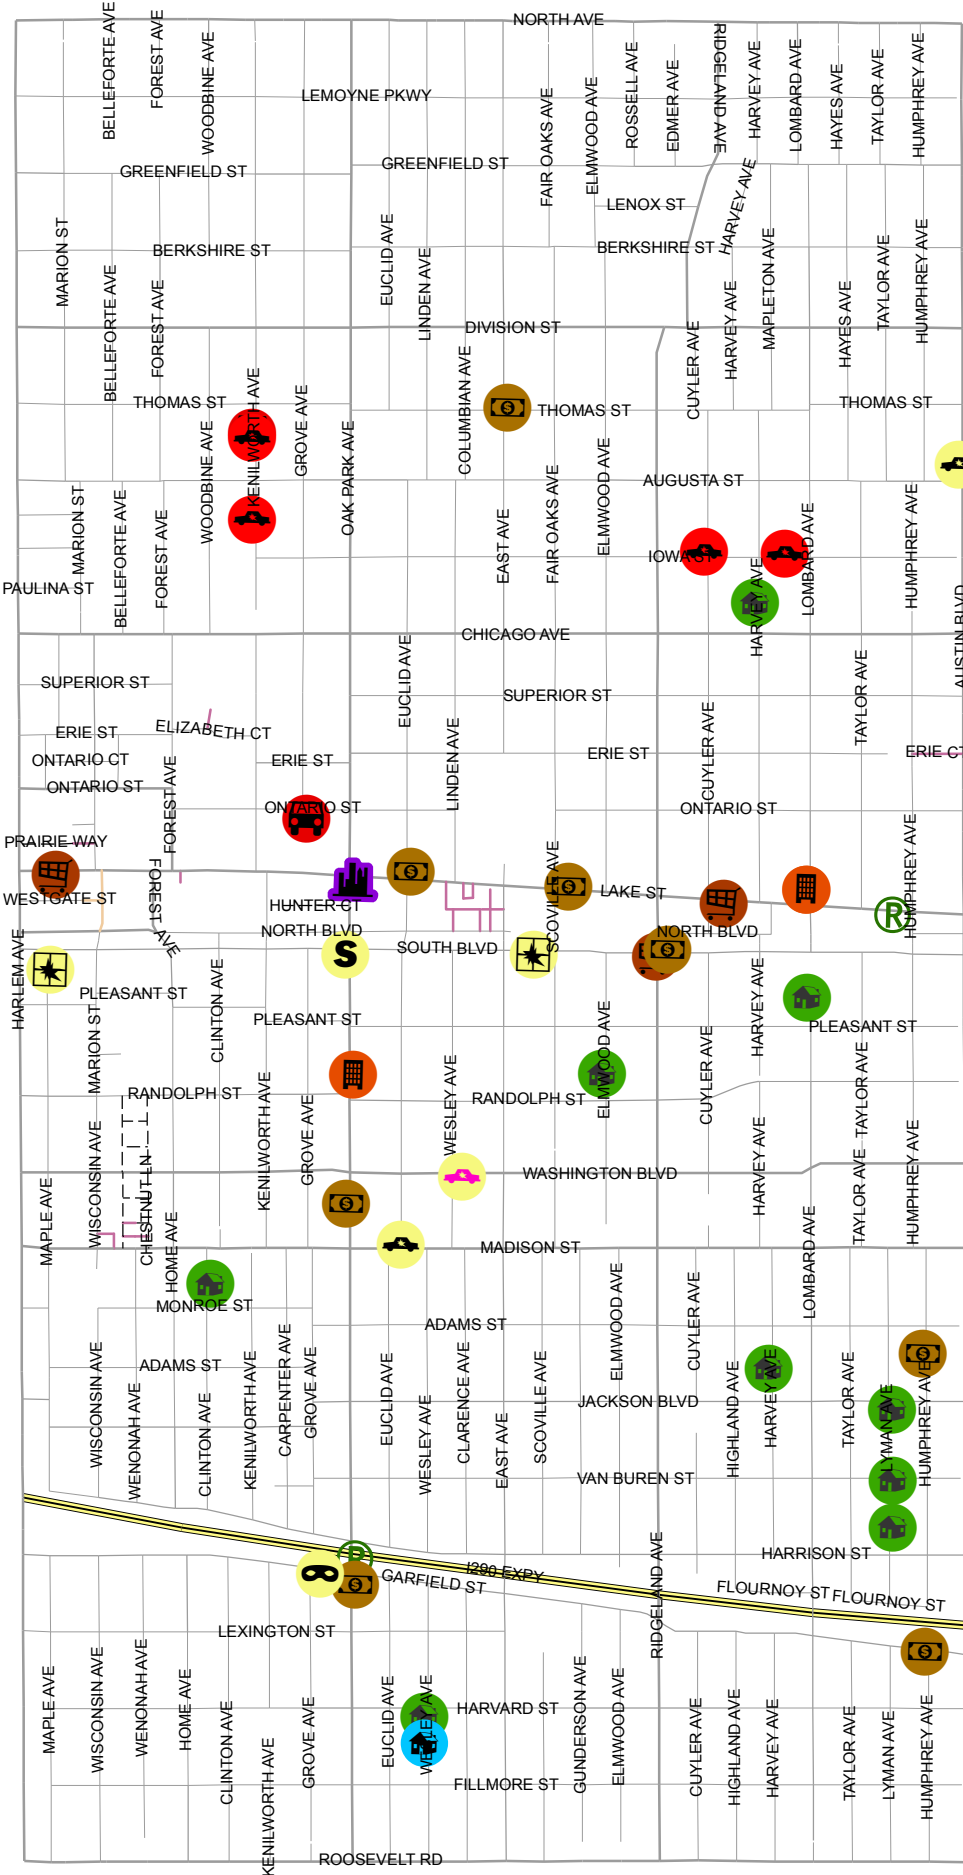 NORTH AVE
BELLEFORTE AVE
FOREST AVE
WOODBINE AVE
LEMOYNE PKWY
FAIR OAKS AVE
ELMWOOD AVE
ROSSELL AVE
EDMER AVE
RIDGELAND AVE
HARVEY AVE
LOMBARD AVE
HAYES AVE
TAYLOR AVE
HUMPHREY AVE
GREENFIELD ST
GREENFIELD ST
LENOX ST
HARVEY AVE
MARION ST
BERKSHIRE ST
BERKSHIRE ST
EUCLID AVE
LINDEN AVE
BELLEFORTE AVE
FOREST AVE
HARVEY AVE
MAPLETON AVE
HAYES AVE
TAYLOR AVE
HUMPHREY AVE
DIVISION ST
CUYLER AVE
COLUMBIAN AVE
THOMAS ST
THOMAS ST
THOMAS ST
KENILWORTH AVE
GROVE AVE
WOODBINE AVE
OAK PARK AVE
ELMWOOD AVE
AUGUSTA ST
MARION ST
BELLEFORTE AVE
FOREST AVE
EAST AVE
FAIR OAKS AVE
IOWA ST
LOMBARD AVE
HUMPHREY AVE
PAULINA ST
HARVEY AVE
AUSTIN BLVD
CHICAGO AVE
SUPERIOR ST
EUCLID AVE
SUPERIOR ST
TAYLOR AVE
ERIE ST
ELIZABETH CT
ONTARIO CT
ERIE ST
ERIE ST
ERIE CT
LINDEN AVE
CUYLER AVE
ONTARIO ST
FOREST AVE
ONTARIO ST
ONTARIO ST
PRAIRIE WAY
SCOVILLE AVE
HUMPHREY AVE
R
WESTGATE ST
FOREST AVE
HUNTER CT
LAKE ST
NORTH BLVD
NORTH BLVD
S
SOUTH BLVD
HARLEM AVE
PLEASANT ST
CLINTON AVE
PLEASANT ST
HARVEY AVE
PLEASANT ST
MARION ST
ELMWOOD AVE
CUYLER AVE
TAYLOR AVE
RANDOLPH ST
RANDOLPH ST
KENILWORTH AVE
GROVE AVE
WESLEY AVE
WISCONSIN AVE
HARVEY AVE
TAYLOR AVE
HUMPHREY AVE
WASHINGTON BLVD
MAPLE AVE
CHESTNUT LN
HOME AVE
LOMBARD AVE
MADISON ST
MONROE ST
ELMWOOD AVE
CUYLER AVE
ADAMS ST
ADAMS ST
WISCONSIN AVE
WENONAH AVE
CLINTON AVE
KENILWORTH AVE
CARPENTER AVE
GROVE AVE
EUCLID AVE
WESLEY AVE
CLARENCE AVE
EAST AVE
SCOVILLE AVE
JACKSON BLVD
HIGHLAND AVE
HARVEY AVE
TAYLOR AVE
LYMAN AVE
HUMPHREY AVE
VAN BUREN ST
R
HARRISON ST
I290 EXPY
GARFIELD ST
RIDGELAND AVE
FLOURNOY ST
FLOURNOY ST
LEXINGTON ST
MAPLE AVE
WISCONSIN AVE
WENONAH AVE
HOME AVE
CLINTON AVE
KENILWORTH AVE
GROVE AVE
EUCLID AVE
WESLEY AVE
HARVARD ST
GUNDERSON AVE
ELMWOOD AVE
CUYLER AVE
HIGHLAND AVE
HARVEY AVE
TAYLOR AVE
LYMAN AVE
HUMPHREY AVE
FILLMORE ST
ROOSEVELT RD